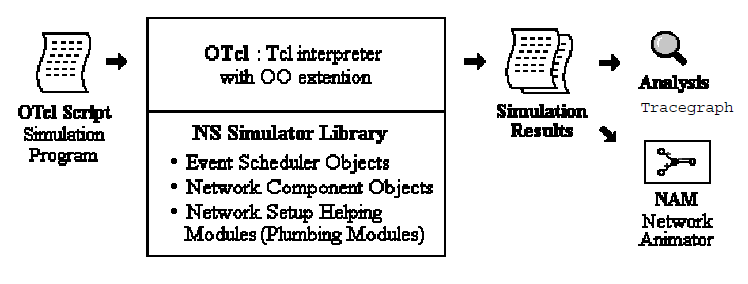 OTcl Script
Simulation
Program
OTcl : Tcl interpreter
with OO extention
NS Simulator Library
• Event Scheduler Objects
• Network Component Objects
• Network Setup Helping
Modules (Plumbing Modules)
Simulation
Results
Analysis
Tracegraph
NAM
Network
Animator